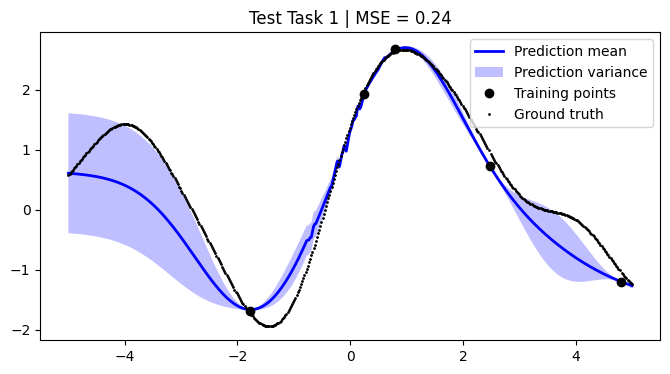 Test Task 1 | MSE = 0.24
Prediction mean
Prediction variance
Training points
Ground truth
2
1
0
−1
−2
−4
−2
0
2
4